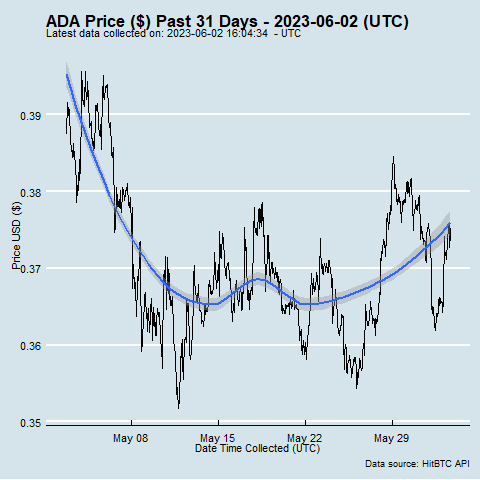 ADA Price ($) Past 31 Days - 2023-06-02 (UTC)
Latest data collected on: 2023-06-02 16:04:34 - UTC
0.39
0.38
0.37
0.36
0.35
Price USD ($)
May 08
May 15
May 22
May 29
Date Time Collected (UTC)
Data source: HitBTC API